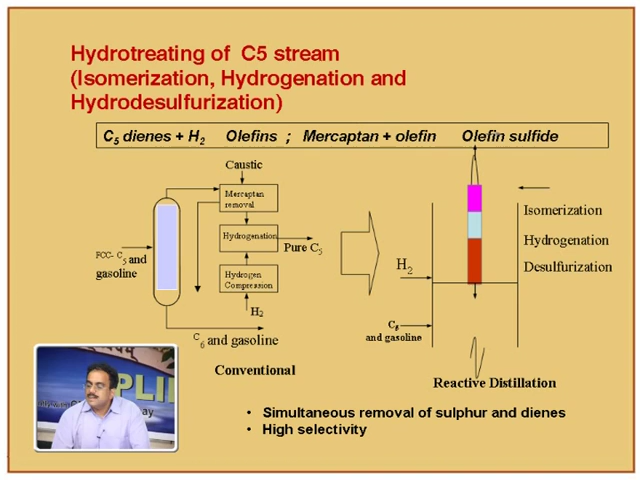 Hydrotreating of C5 stream
(Isomerization, Hydrogenation and
Hydrodesulfurization)
C5 dienes + H2 Olefins ; Mercaptan + olefin Olefin sulfide
Caustic
Mercaptan
removal
Hydrogenation
Pure C5
Hydrogen
Compression
H2
FCC- C5 and
gasoline
C6 and gasoline
Conventional
H2
C6
and gasoline
Isomerization
Hydrogenation
Desulfurization
Reactive Distillation
• Simultaneous removal of sulphur and dienes
• High selectivity
PLI
ay